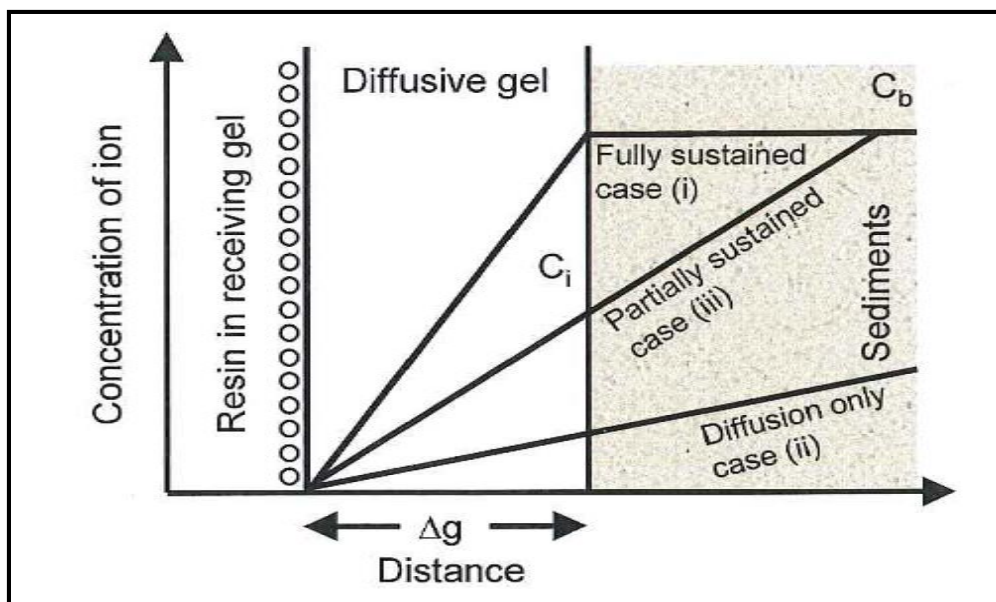 Concentration of ion
Resin in receiving gel
Diffusive gel
C_b
Fully sustained
case (i)
C_i
Partially sustained
case (iii)
Sediments
Diffusion only
case (ii)
Δg
Distance